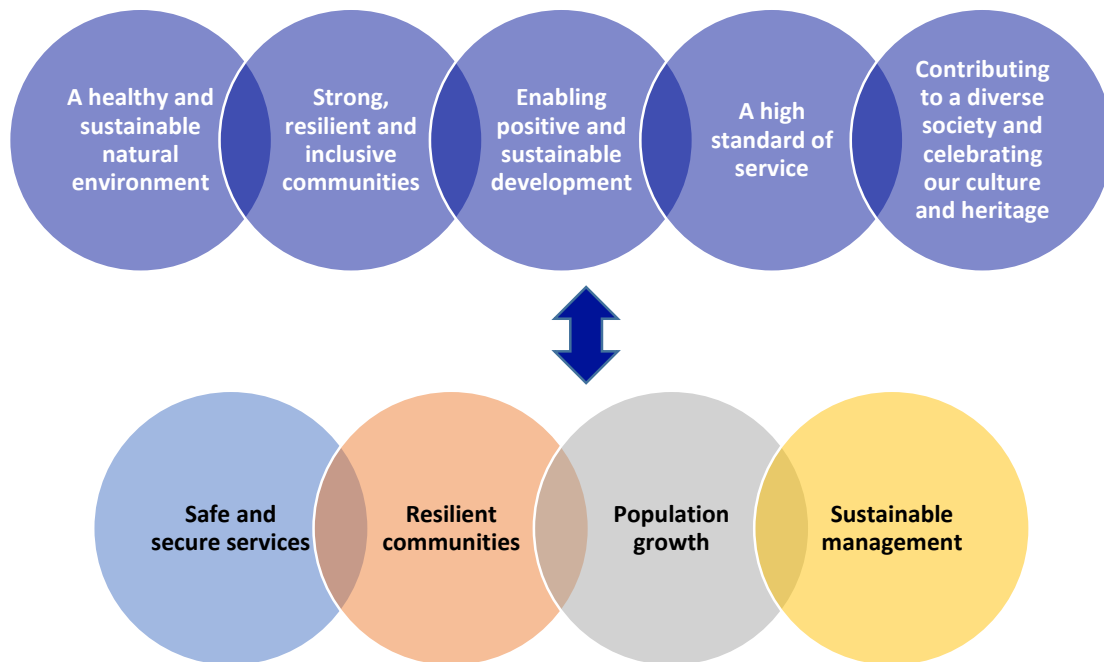 A healthy and
sustainable
natural
environment
Strong,
resilient and
inclusive
communities
Enabling
positive and
sustainable
development
A high
standard of
service
Contributing
to a diverse
society and
celebrating
our culture
and heritage
Safe and
secure services
Resilient
communities
Population
growth
Sustainable
management